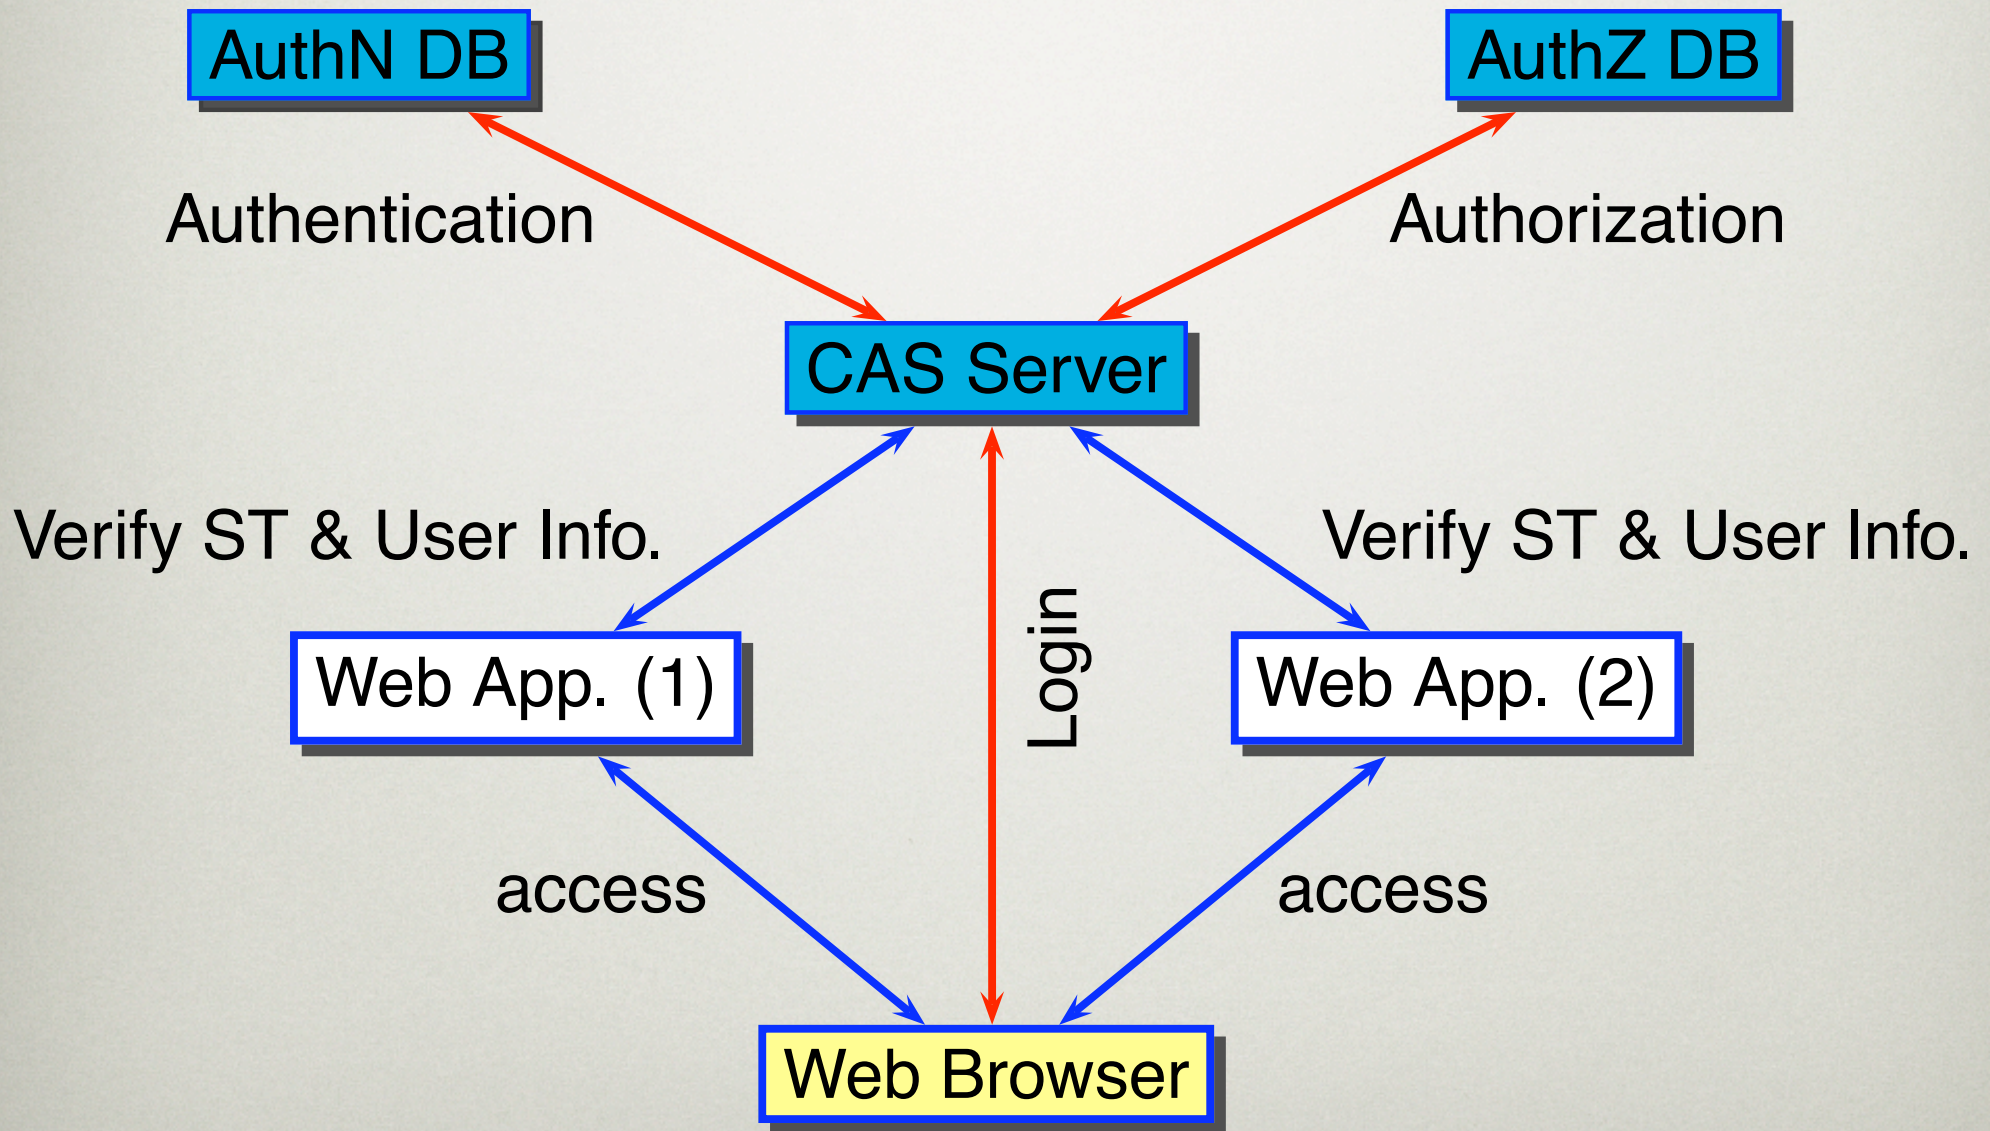 AuthN DB
AuthZ DB
Authentication
Authorization
CAS Server
Verify ST & User Info.
Verify ST & User Info.
Login
Web App. (1)
Web App. (2)
access
access
Web Browser